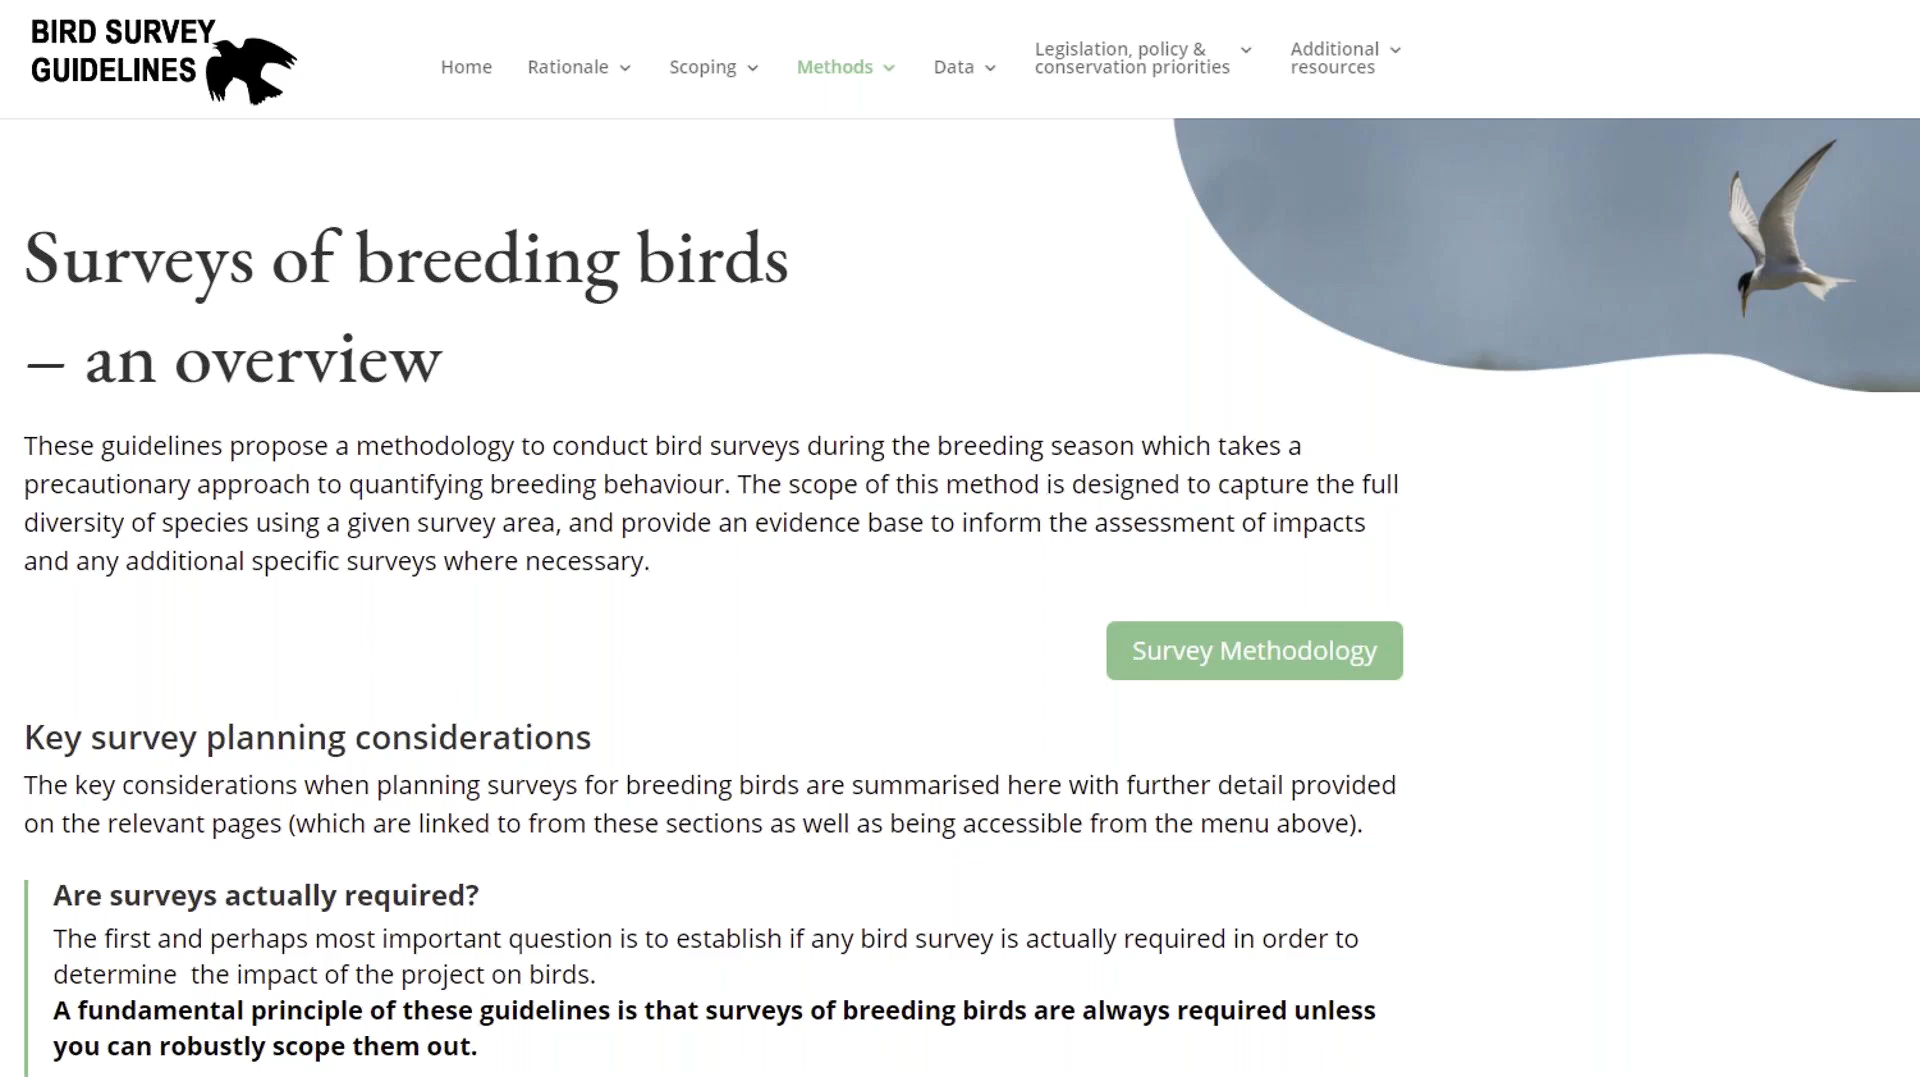 BIRD SURVEY
GUIDELINES
Home
Rationale
Scoping
Methods
Data
Legislation, policy &
conservation priorities
Additional
resources
Surveys of breeding birds
– an overview
These guidelines propose a methodology to conduct bird surveys during the breeding season which takes a
precautionary approach to quantifying breeding behaviour. The scope of this method is designed to capture the full
diversity of species using a given survey area, and provide an evidence base to inform the assessment of impacts
and any additional specific surveys where necessary.
Survey Methodology
Key survey planning considerations
The key considerations when planning surveys for breeding birds are summarised here with further detail provided
on the relevant pages (which are linked to from these sections as well as being accessible from the menu above).
Are surveys actually required?
The first and perhaps most important question is to establish if any bird survey is actually required in order to
determine  the impact of the project on birds.
A fundamental principle of these guidelines is that surveys of breeding birds are always required unless
you can robustly scope them out.